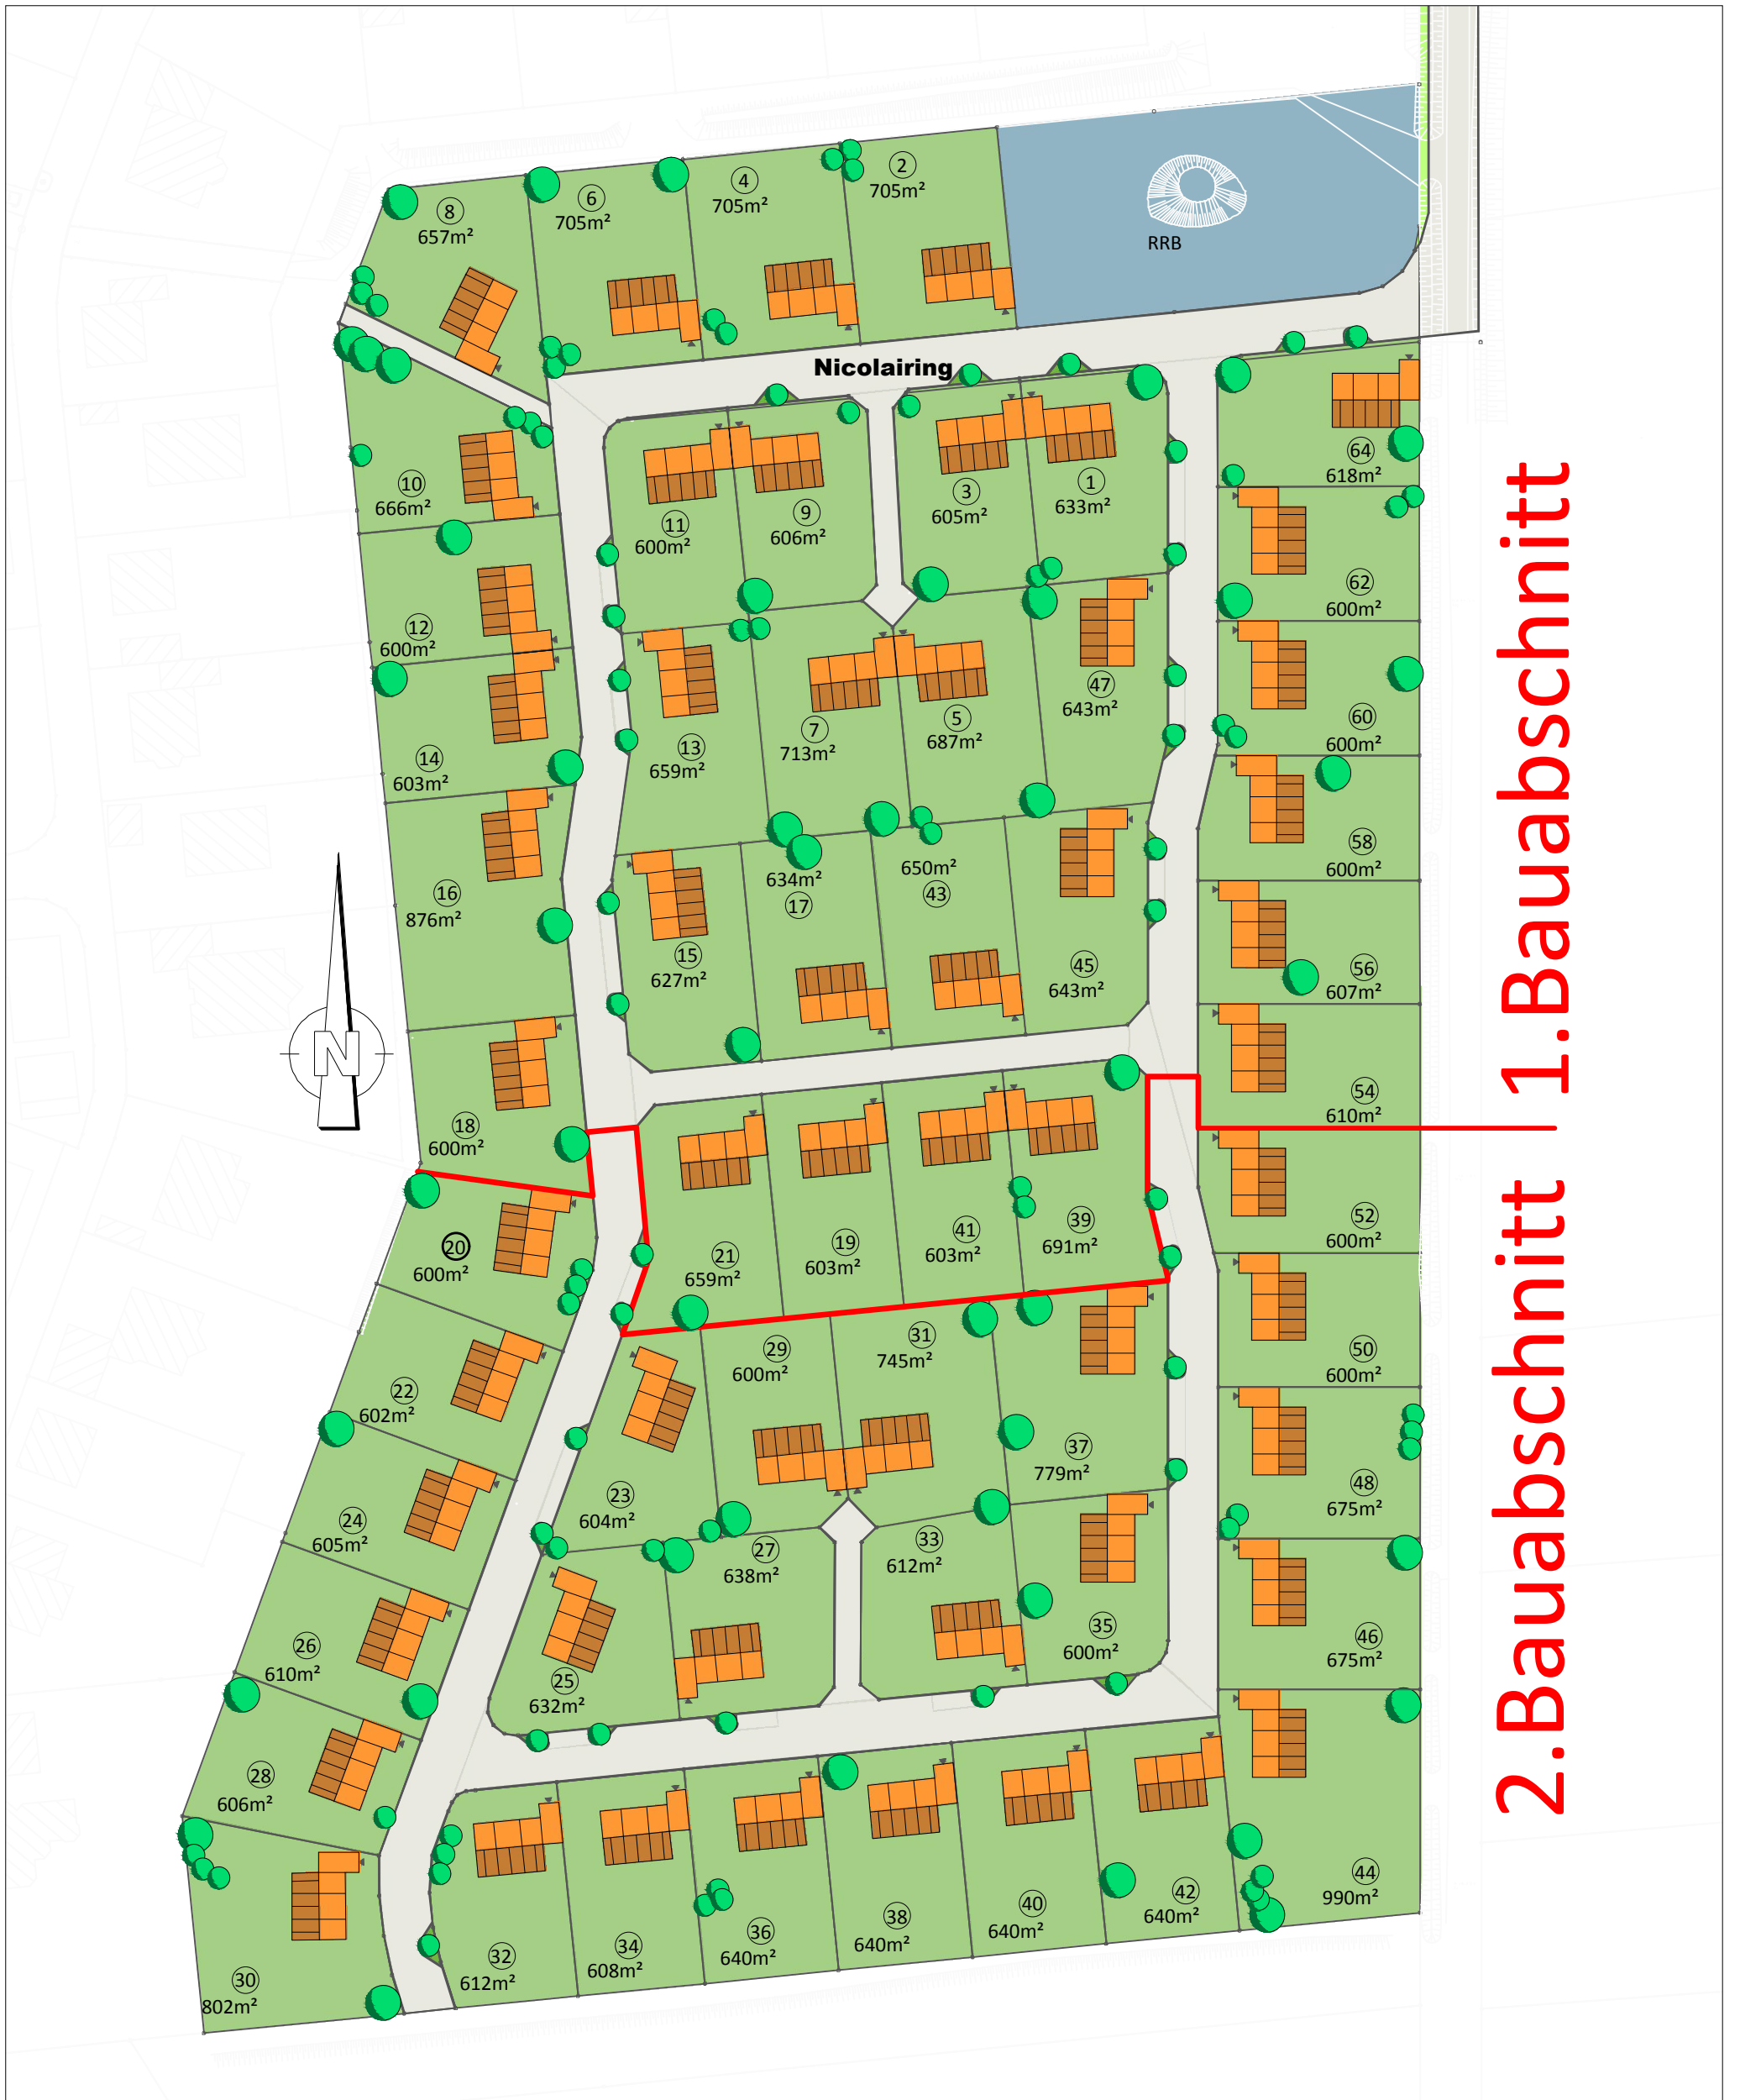 2
705m²
4
705m²
6
705m²
8
657m²
RRB
Nicolairing
64
618m²
10
666m²
11
600m²
9
606m²
3
605m²
1
633m²
62
600m²
12
600m²
13
659m²
7
713m²
5
687m²
47
643m²
60
600m²
14
603m²
58
600m²
16
876m²
15
627m²
634m²
17
650m²
43
45
643m²
56
607m²
N
54
610m²
1.Bauabschnitt
18
600m²
21
659m²
19
603m²
41
603m²
39
691m²
52
600m²
20
600m²
50
600m²
2.Bauabschnitt
22
602m²
29
600m²
31
745m²
37
779m²
48
675m²
24
605m²
23
604m²
27
638m²
33
612m²
35
600m²
46
675m²
26
610m²
25
632m²
28
606m²
44
990m²
30
802m²
32
612m²
34
608m²
36
640m²
38
640m²
40
640m²
42
640m²